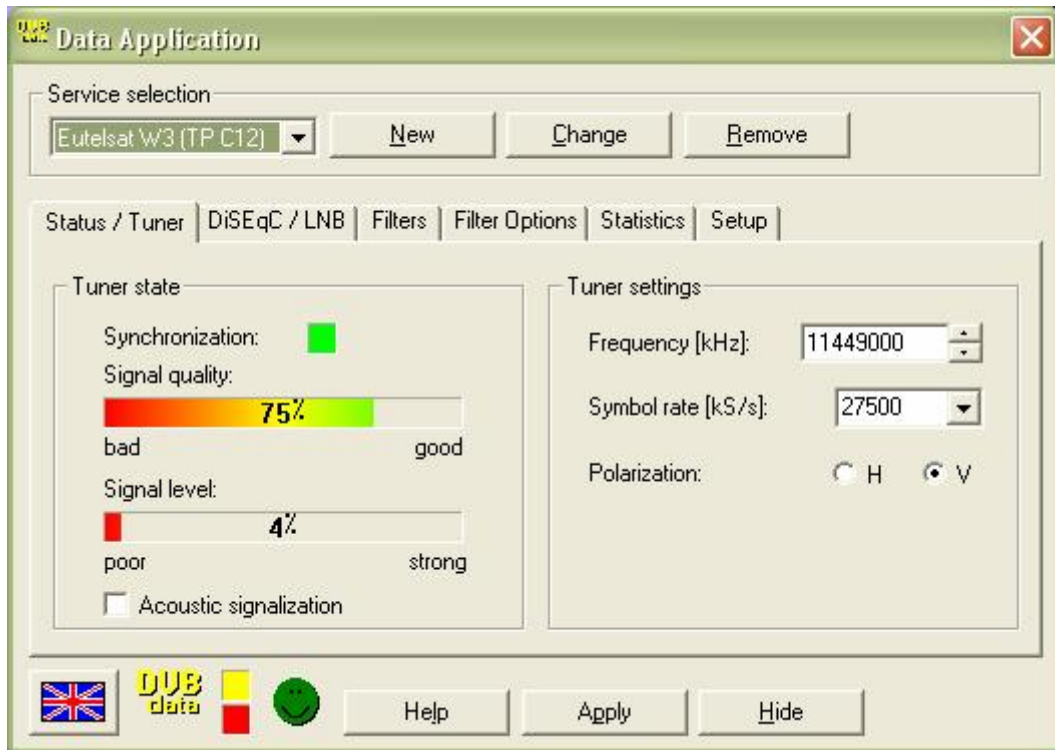 DVB data Data Application
Service selection
Eutelsat W3 (TP C12) New Change Remove
Status / Tuner DiSEqC / LNB Filters Filter Options Statistics Setup
Tuner state Tuner settings
Synchronization: Frequency [kHz]: 11449000
Signal quality:
75% Symbol rate [kS/s]: 27500
bad good
Signal level: Polarization: H V
4%
poor strong
Acoustic signalization
DVB
data
Help Apply Hide